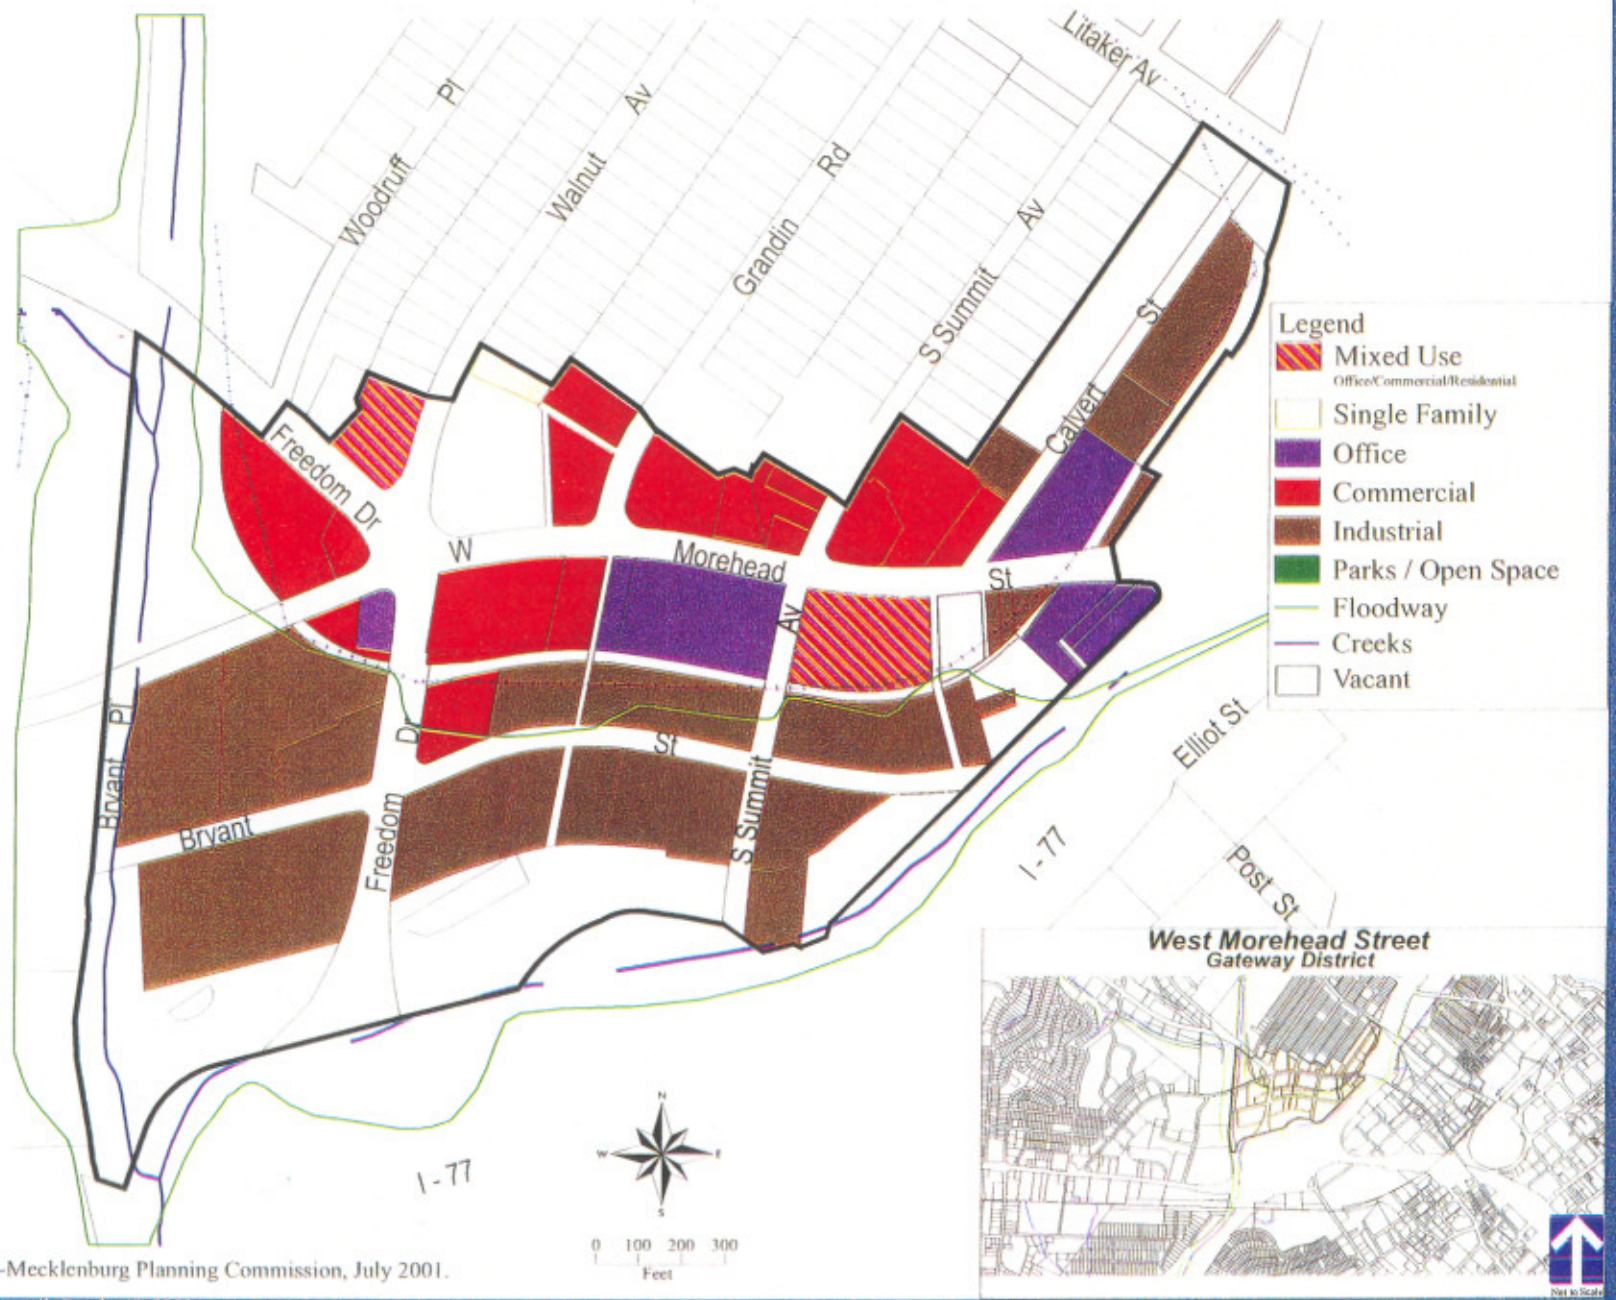 Litaker Av
Woodruff Pl
Walnut Av
Grandin Rd
S Summit Av
Calvert St
Freedom Dr
W Morehead St
Av
S Summit
Bryant Pl
Bryant St
Freedom Dr
Elliot St
Post St
I - 77
I - 77
Legend
Mixed Use
Office/Commercial/Residential
Single Family
Office
Commercial
Industrial
Parks / Open Space
Floodway
Creeks
Vacant
West Morehead Street
Gateway District
N
W
E
S
0 100 200 300
Feet
-Mecklenburg Planning Commission, July 2001.
Not to Scale